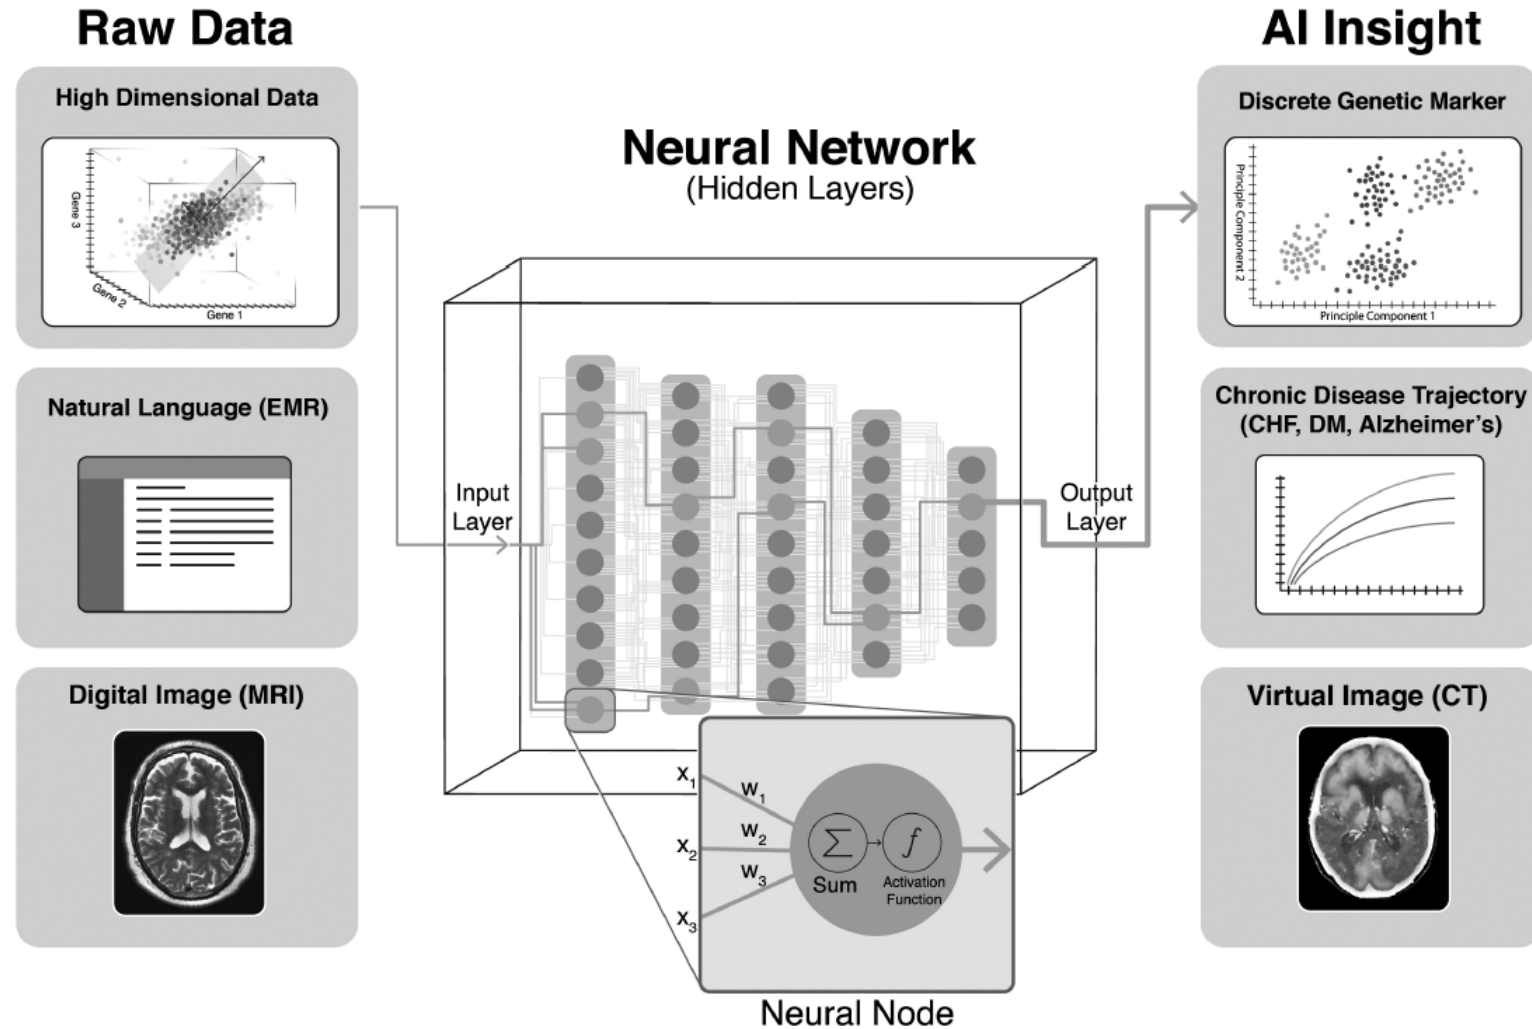 Raw Data
High Dimensional Data
Gene 3
Gene 2
Gene 1
Natural Language (EMR)
Digital Image (MRI)
Neural Network
(Hidden Layers)
Input
Layer
Output
Layer
X1
W1
X2
W2
W3
X3
Σ
f
Sum
Activation
Function
Neural Node
AI Insight
Discrete Genetic Marker
Principle Component 2
Principle Component 1
Chronic Disease Trajectory
(CHF, DM, Alzheimer's)
Virtual Image (CT)